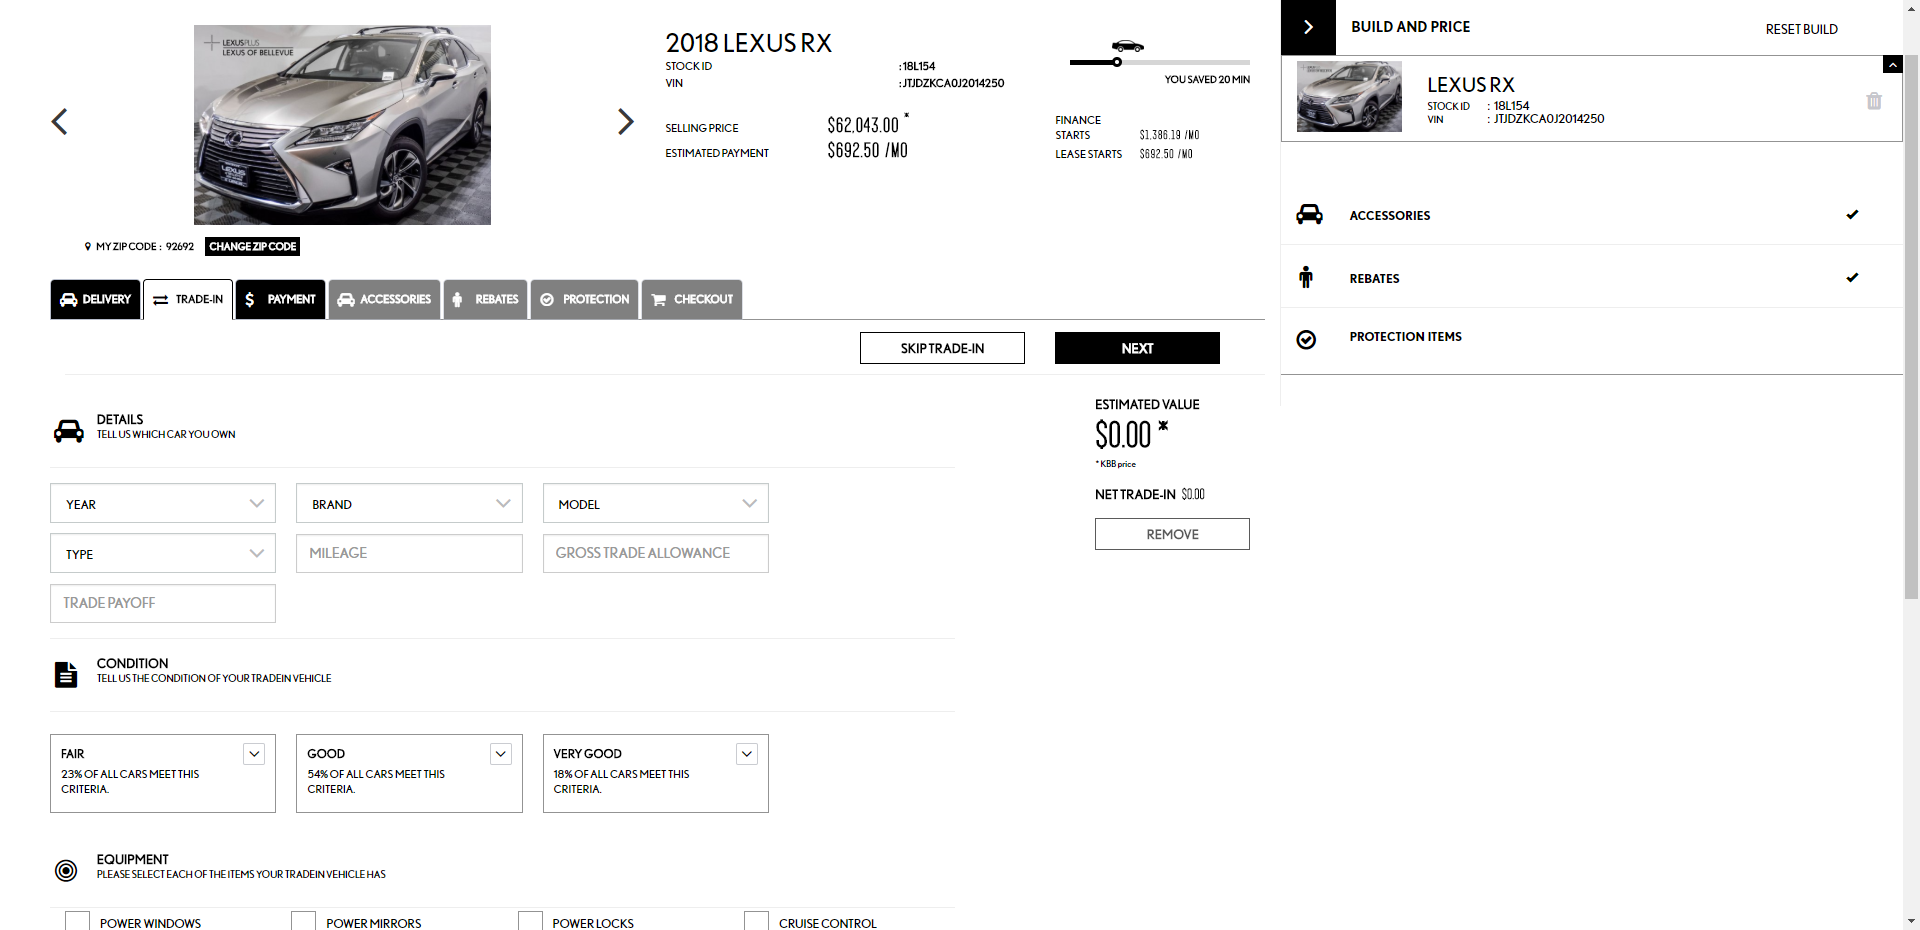 LEXUSPLUS
LEXUS OF BELLEVUE
2018 LEXUS RX
STOCK ID : 18L154
VIN : JTJDZKCA0J2014250
YOU SAVED 20 MIN
SELLING PRICE $62,043.00 *
ESTIMATED PAYMENT $692.50 /MO
FINANCE
STARTS $1,386.19 /MO
LEASE STARTS $692.50 /MO
MY ZIP CODE : 92692 CHANGE ZIP CODE
BUILD AND PRICE
RESET BUILD
LEXUS RX
STOCK ID : 18L154
VIN : JTJDZKCA0J2014250
ACCESSORIES
REBATES
PROTECTION ITEMS
DELIVERY TRADE-IN $ PAYMENT ACCESSORIES REBATES PROTECTION CHECKOUT
SKIP TRADE-IN NEXT
DETAILS
TELL US WHICH CAR YOU OWN
YEAR BRAND MODEL
TYPE MILEAGE GROSS TRADE ALLOWANCE
TRADE PAYOFF
ESTIMATED VALUE
$0.00 *
* KBB price
NET TRADE-IN $0.00
REMOVE
CONDITION
TELL US THE CONDITION OF YOUR TRADEIN VEHICLE
FAIR
23% OF ALL CARS MEET THIS
CRITERIA.
GOOD
54% OF ALL CARS MEET THIS
CRITERIA.
VERY GOOD
18% OF ALL CARS MEET THIS
CRITERIA.
EQUIPMENT
PLEASE SELECT EACH OF THE ITEMS YOUR TRADEIN VEHICLE HAS
POWER WINDOWS POWER MIRRORS POWER LOCKS CRUISE CONTROL